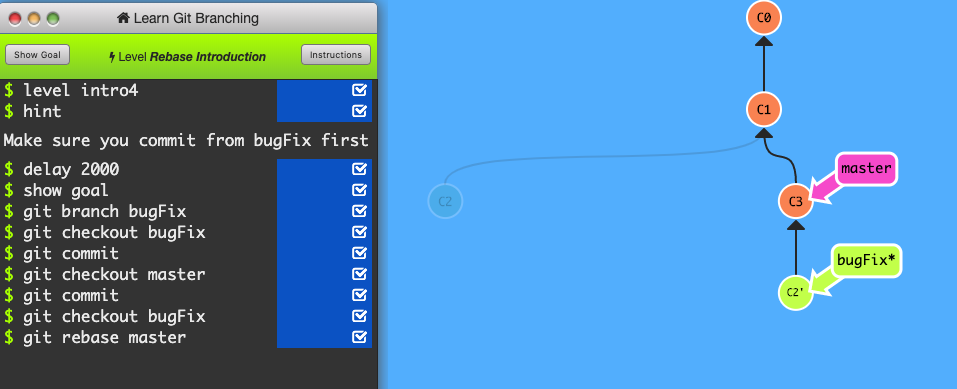 Learn Git Branching
Show Goal
Level Rebase Introduction
Instructions
$ level intro4
$ hint
Make sure you commit from bugFix first
$ delay 2000
$ show goal
$ git branch bugFix
$ git checkout bugFix
$ git commit
$ git checkout master
$ git commit
$ git checkout bugFix
$ git rebase master
C0
C1
master
C2
C3
bugFix*
C2'